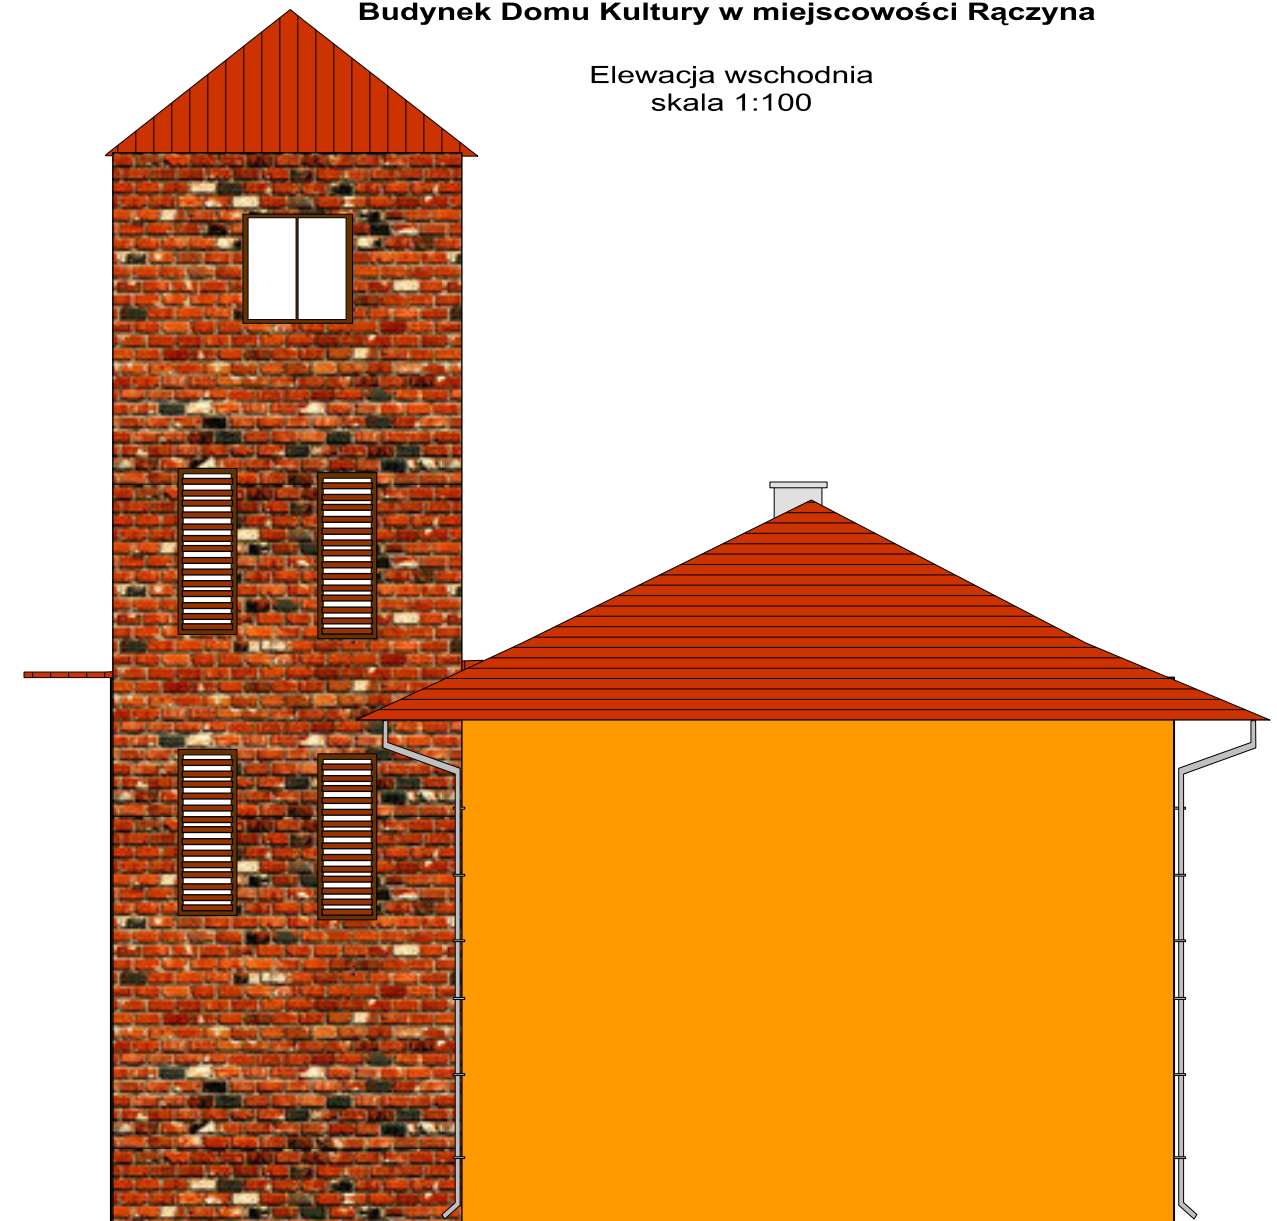 Budynek Domu Kultury w miejscowości Rączyna
Elewacja wschodnia
skala 1:100